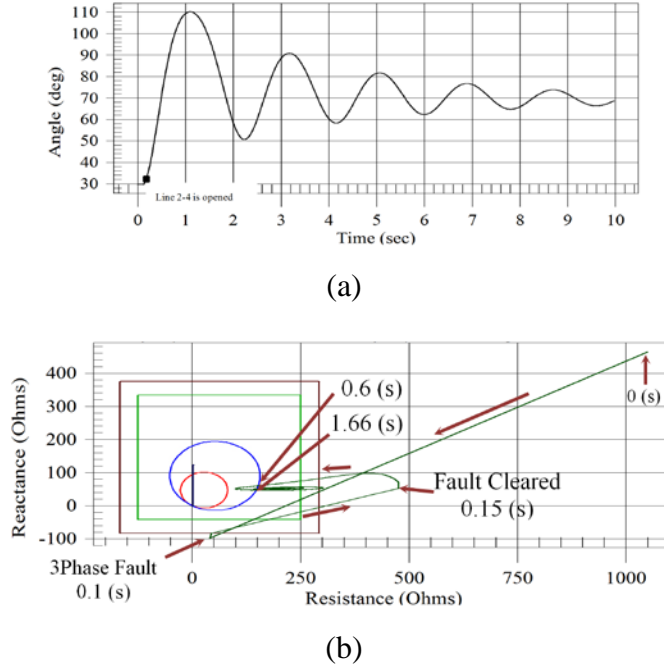 110
100
90
80
70
60
50
40
30
Angle (deg)
Line 2-4 is opened
0 1 2 3 4 5 6 7 8 9 10
Time (sec)
(a)
400
300
200
100
0
-100
Reactance (Ohms)
0.6 (s)
1.66 (s)
0 (s)
Fault Cleared
0.15 (s)
3Phase Fault
0.1 (s)
0 250 500 750 1000
Resistance (Ohms)
(b)